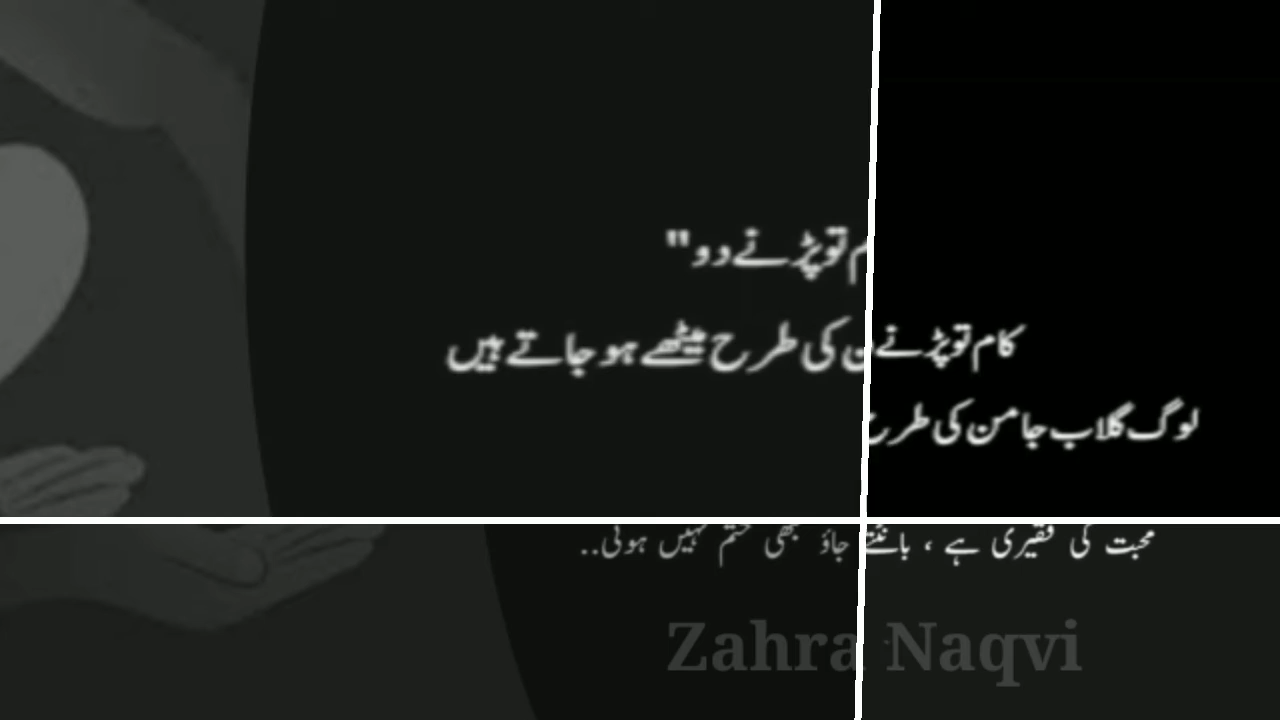 م توپڑنے دو"
ن کی طرح میٹھے ہو جاتے ہیں
کام توپڑنے
لوگ گلاب جامن کی طرح
محبت کی فقیری ہے ، بانٹتے جاؤ بھی ختم نہیں ہوتی..
Zahra Naqvi